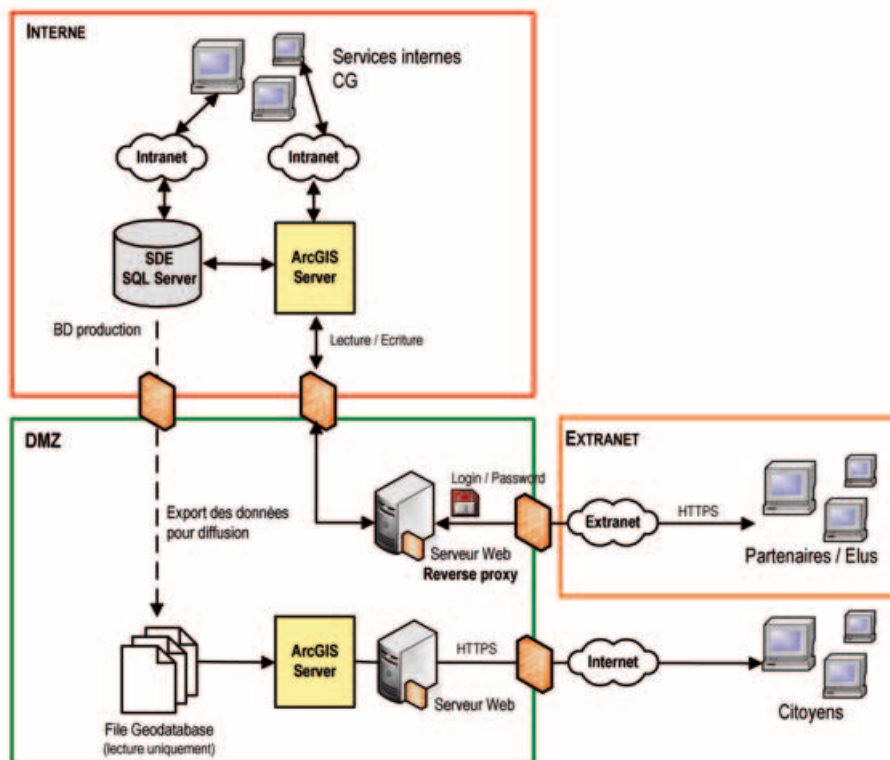 INTERNE
Services internes
CG
Intranet
Intranet
SDE
SQL Server
ArcGIS
Server
BD production
Lecture / Ecriture
DMZ
EXTRANET
Login / Password
Export des données
pour diffusion
Extranet
HTTPS
Serveur Web
Reverse proxy
Partenaires / Elus
ArcGIS
Server
HTTPS
Internet
Serveur Web
Citoyens
File Geodatabase
(lecture uniquement)